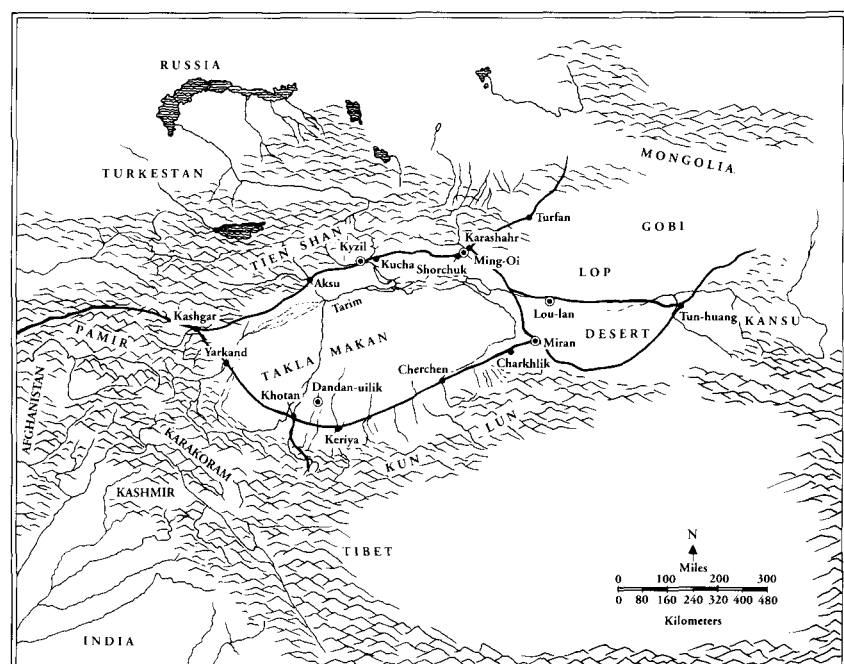 RUSSIA
MONGOLIA
TURKESTAN
Turfan
GOBI
TIEN SHAN
Karashahr
Kyzil
Kucha
Shorchuk
Ming-Oi
LOP
Aksu
Tarim
Kashgar
Lou-lan
Tun-huang
KANSU
PAMIR
DESERT
Miran
Yarkand
TAKLA MAKAN
Charkhlik
Cherchen
Dandan-uilik
Khotan
AFGHANISTAN
Keriya
KUN LUN
KARAKORAM
KASHMIR
TIBET
N
Miles
0 100 200 300
0 80 160 240 320 400 480
Kilometers
INDIA